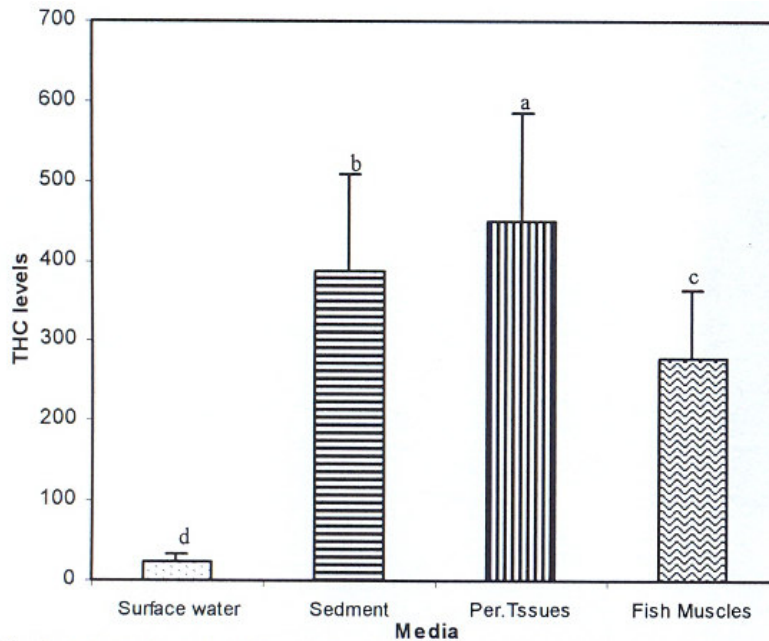 700
600
500
400
300
200
100
0
THC levels
a
b
c
d
Surface water
Sedment
Per.Tssues
Fish Muscles
Media